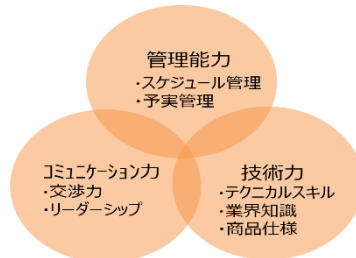 管理能力
・スケジュール管理
・予実管理
コミュニケーション力
・交渉力
・リーダーシップ
技術力
・テクニカルスキル
・業界知識
・商品仕様